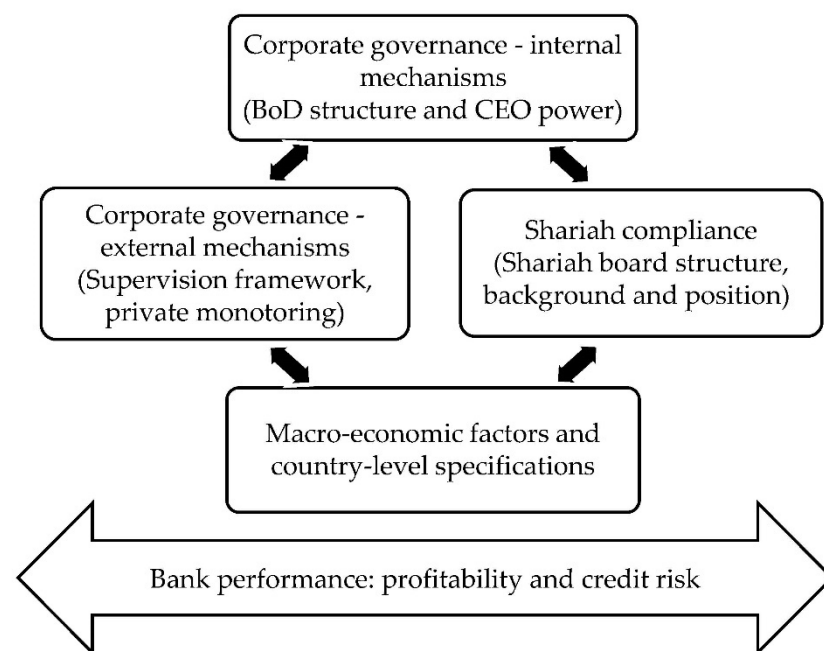 Corporate governance - internal
mechanisms
(BoD structure and CEO power)
Corporate governance -
external mechanisms
(Supervision framework,
private monotoring)
Shariah compliance
(Shariah board structure,
background and position)
Macro-economic factors and
country-level specifications
Bank performance: profitability and credit risk